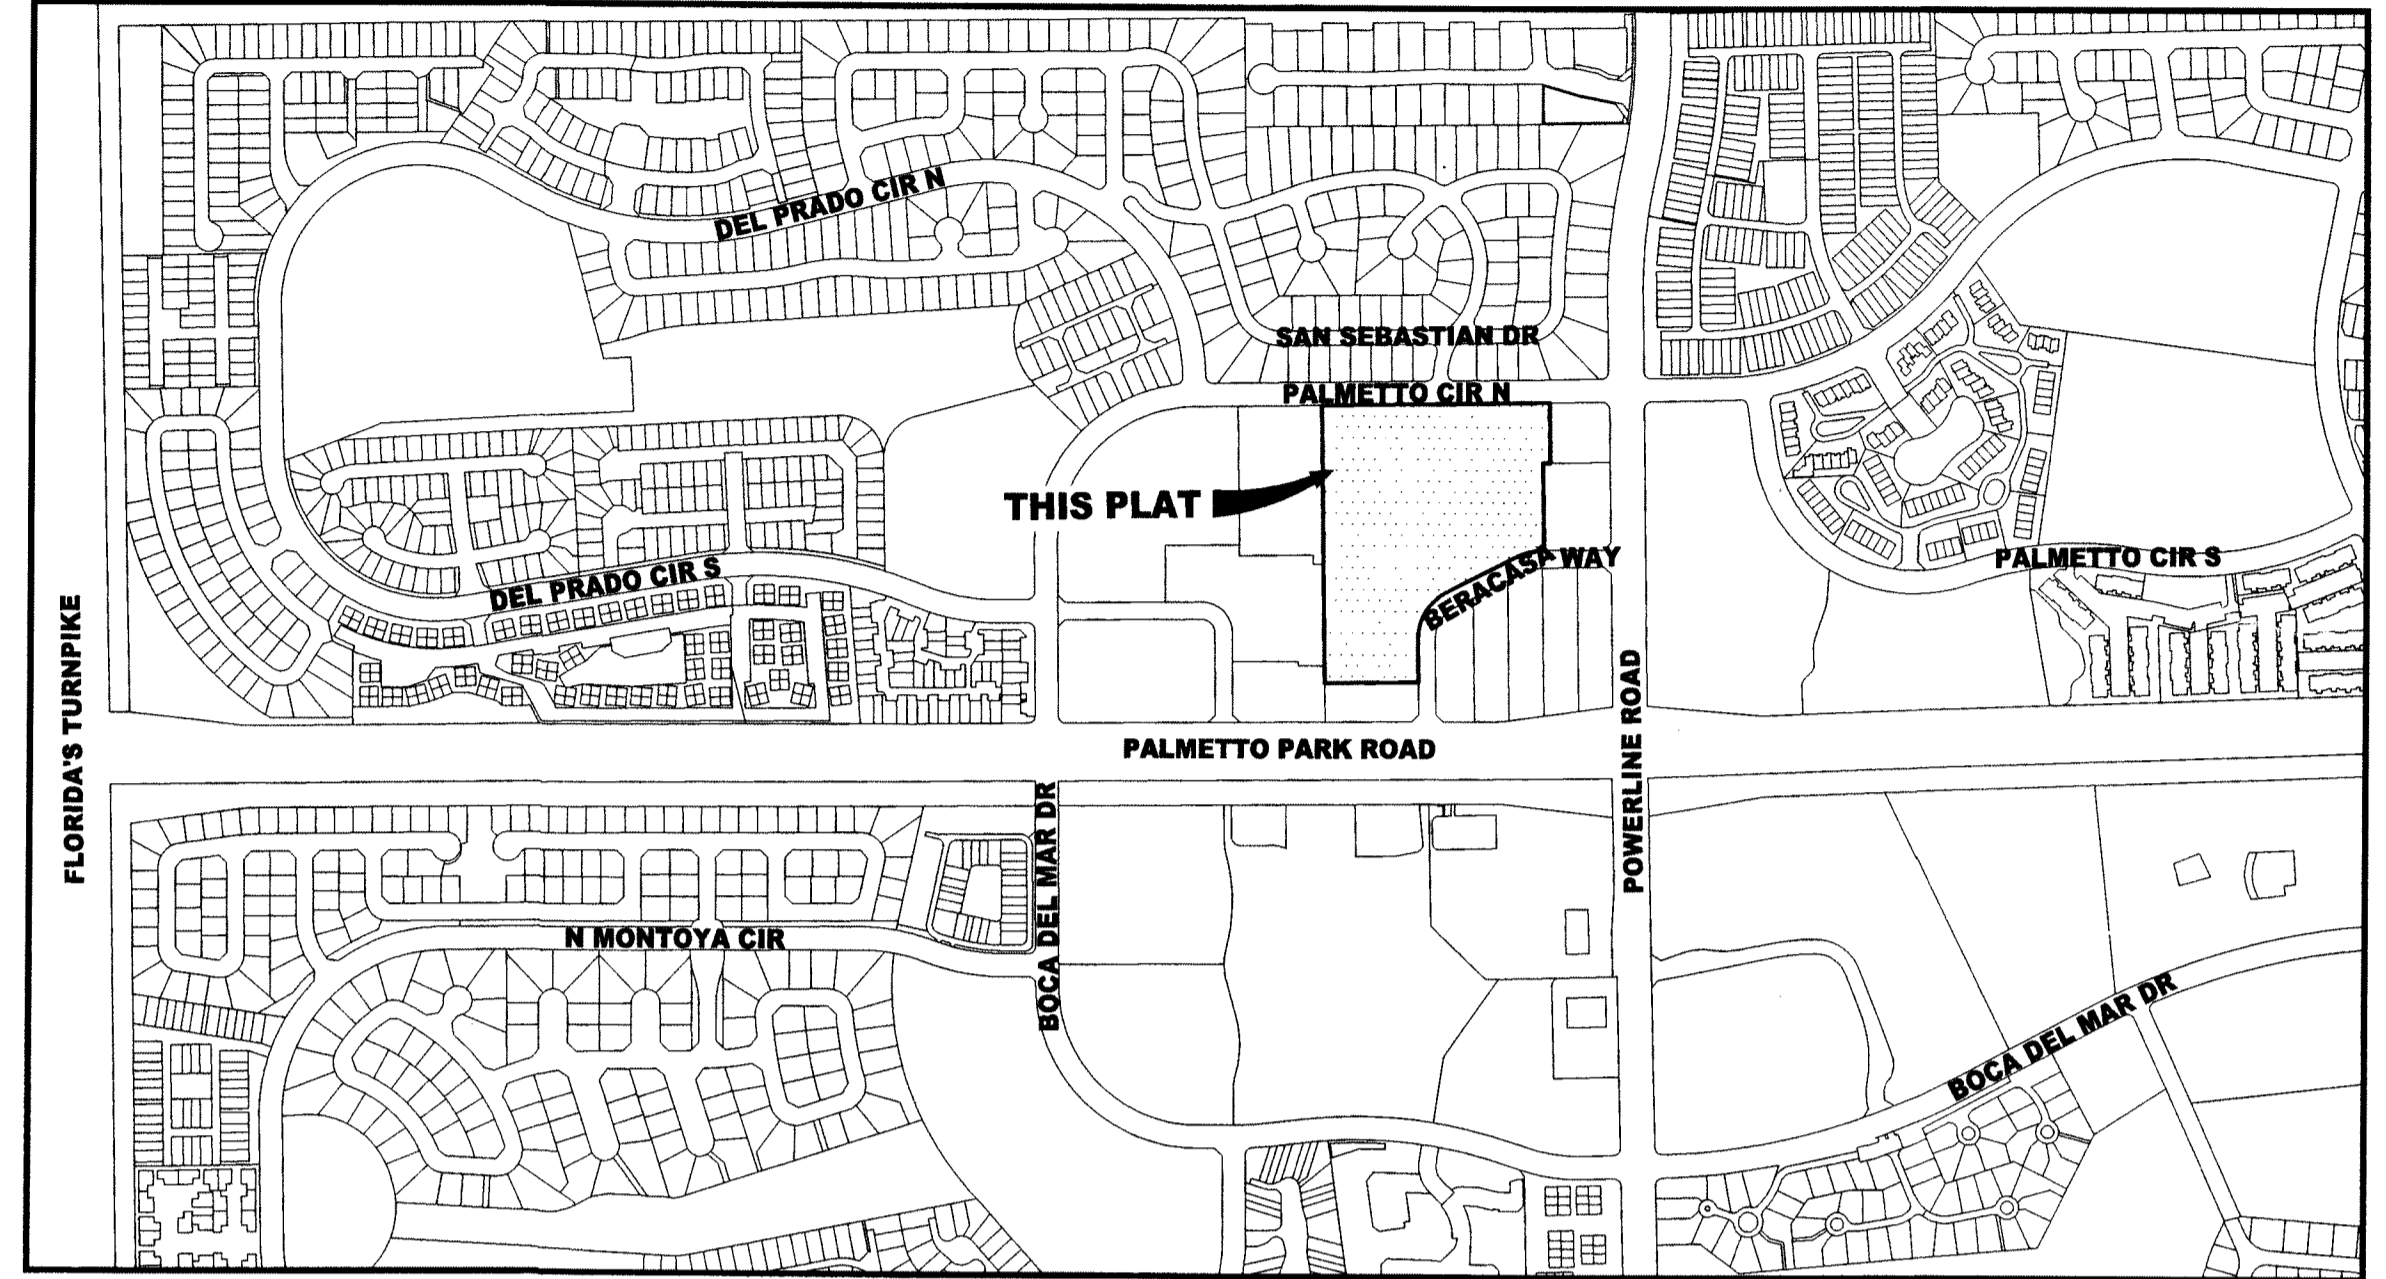 DEL PRADO CIR N
SAN SEBASTIAN DR
PALMETTO CIR N
THIS PLAT
BERACASA WAY
PALMETTO CIR S
DEL PRADO CIR S
FLORIDA'S TURNPIKE
POWERLINE ROAD
PALMETTO PARK ROAD
BOCA DEL MAR DR
N MONTOYA CIR
BOCA DEL MAR DR